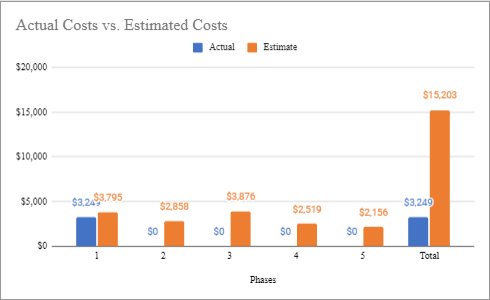 Actual Costs vs. Estimated Costs
Actual Estimate
$20,000
$15,000
$10,000
$5,000
$0
$3,249 $3,795
$0 $2,858
$0 $3,876
$0 $2,519
$0 $2,156
$3,249 $15,203
1 2 3 4 5 Total
Phases